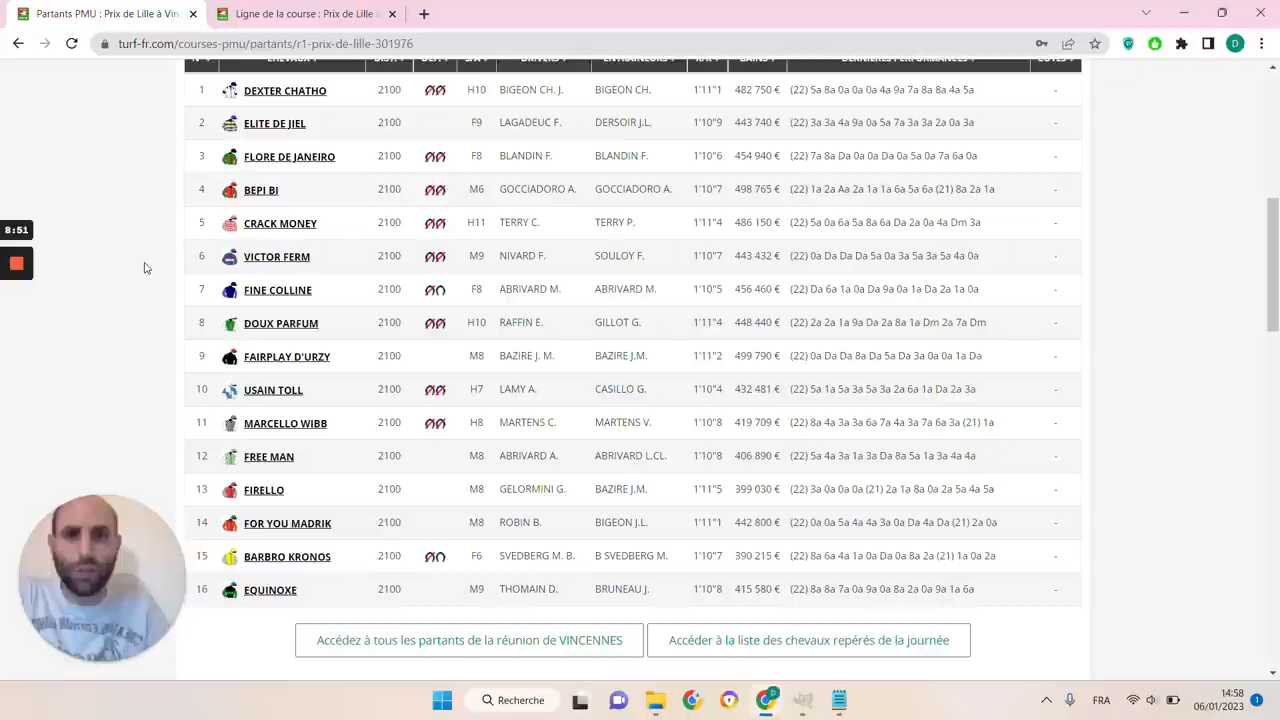 Partants PMU : Prix de Lille à Vin
Ligne de la course : Prix de Lille à
turf-fr.com/courses-pmu/partants/r1-prix-de-lille-301976
N° CHEVAUX DIST. DEF. S/A DRIVERS ENTRAINEURS R/K GAINS DERNIÈRES PERFORMANCES COTES
1 DEXTER CHATHO 2100 H10 BIGEON CH. J. BIGEON CH. 1'11"1 482 750 € (22) 5a 8a 0a 0a 0a 4a 9a 7a 8a 8a 4a 5a -
2 ELITE DE JIEL 2100 F9 LAGADEUC F. DERSOIR J.L. 1'10"9 443 740 € (22) 3a 3a 4a 9a 0a 5a 7a 3a 3a 2a 0a 3a -
3 FLORE DE JANEIRO 2100 F8 BLANDIN F. BLANDIN F. 1'10"6 454 940 € (22) 7a 8a Da 0a 0a Da 0a 5a 0a 7a 6a 0a -
4 BEPI BI 2100 M6 GOCCIADORO A. GOCCIADORO A. 1'10"7 498 765 € (22) 1a 2a Aa 2a 1a 1a 6a 5a 6a (21) 8a 2a 1a -
5 CRACK MONEY 2100 H11 TERRY C. TERRY P. 1'11"4 486 150 € (22) 5a 0a 6a 5a 8a 6a Da 2a 0a 4a Dm 3a -
8:51
6 VICTOR FERM 2100 M9 NIVARD F. SOULOY F. 1'10"7 443 432 € (22) 0a Da Da Da 5a 0a 3a 5a 3a 5a 4a 0a -
7 FINE COLLINE 2100 F8 ABRIVARD M. ABRIVARD M. 1'10"5 456 460 € (22) Da 6a 1a 0a Da 9a 0a 1a Da 2a 1a 0a -
8 DOUX PARFUM 2100 H10 RAFFIN E. GILLOT G. 1'11"4 448 440 € (22) 2a 2a 1a 9a Da 2a 8a 1a Dm 2a 7a Dm -
9 FAIRPLAY D'URZY 2100 M8 BAZIRE J. M. BAZIRE J.M. 1'11"2 499 790 € (22) 0a Da Da 8a Da 5a Da 3a 0a 0a 1a Da -
10 USAIN TOLL 2100 H7 LAMY A. CASILLO G. 1'10"4 432 481 € (22) 5a 1a 5a 3a 5a 3a 2a 6a 1a Da 2a 3a -
11 MARCELLO WIBB 2100 H8 MARTENS C. MARTENS V. 1'10"8 419 709 € (22) 8a 4a 3a 3a 6a 7a 4a 3a 7a 6a 3a (21) 1a -
12 FREE MAN 2100 M8 ABRIVARD A. ABRIVARD L.CL. 1'10"8 406 890 € (22) 5a 4a 3a 1a 3a Da 8a 5a 1a 3a 4a 4a -
13 FIRELLO 2100 M8 GELORMINI G. BAZIRE J.M. 1'11"5 399 030 € (22) 3a 0a 0a 0a (21) 2a 1a 8a 0a 2a 5a 4a 5a -
14 FOR YOU MADRIK 2100 M8 ROBIN B. BIGEON J.L. 1'11"1 442 800 € (22) 0a 0a 5a 4a 4a 3a 0a Da 4a Da (21) 2a 0a -
15 BARBRO KRONOS 2100 F6 SVEDBERG M. B. B SVEDBERG M. 1'10"7 390 215 € (22) 8a 6a 4a 1a 0a Da 0a 8a 2a (21) 1a 0a 2a -
16 EQUINOXE 2100 M9 THOMAIN D. BRUNEAU J. 1'10"8 415 580 € (22) 8a 8a 7a 0a 9a 0a 8a 2a 0a 9a 1a 6a -
Accédez à tous les partants de la réunion de VINCENNES
Accéder à la liste des chevaux repérés de la journée
Recherche
FRA
14:58
06/01/2023